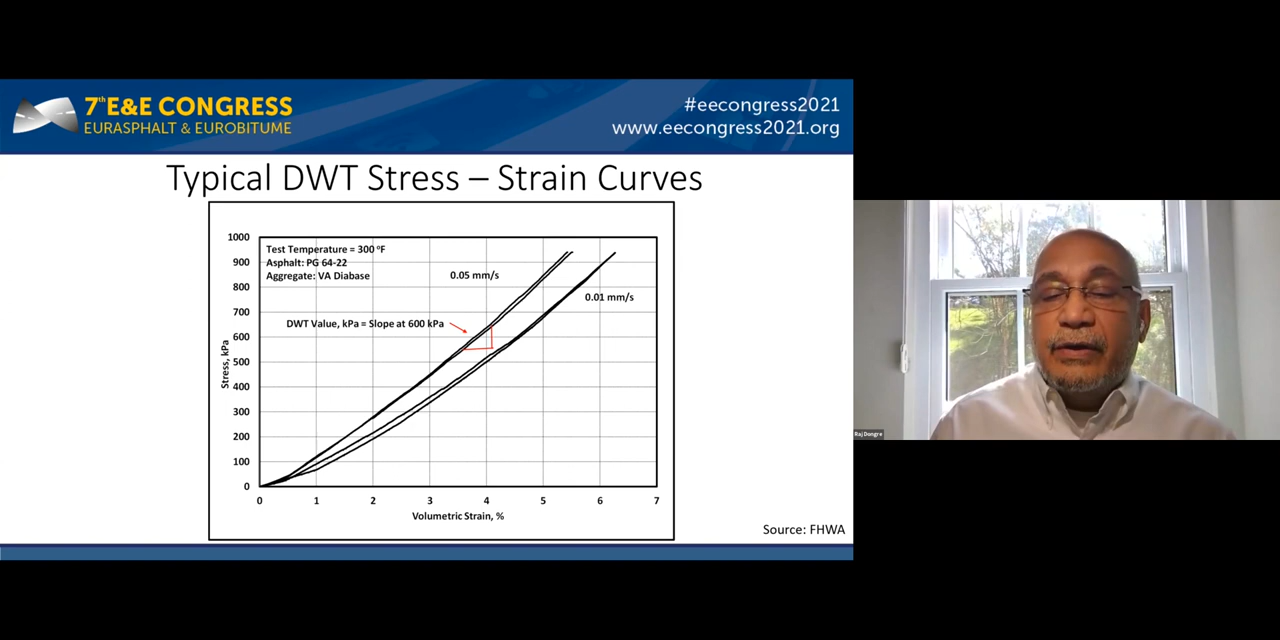 7th E&E CONGRESS
EURASPHALT & EUROBITUME
#eecongress2021
www.eecongress2021.org
Typical DWT Stress – Strain Curves
Test Temperature = 300 °F
Asphalt: PG 64-22
Aggregate: VA Diabase
0.05 mm/s
0.01 mm/s
DWT Value, kPa = Slope at 600 kPa
Stress, kPa
1000
900
800
700
600
500
400
300
200
100
0
0 1 2 3 4 5 6 7
Volumetric Strain, %
Source: FHWA
Raj Dongre